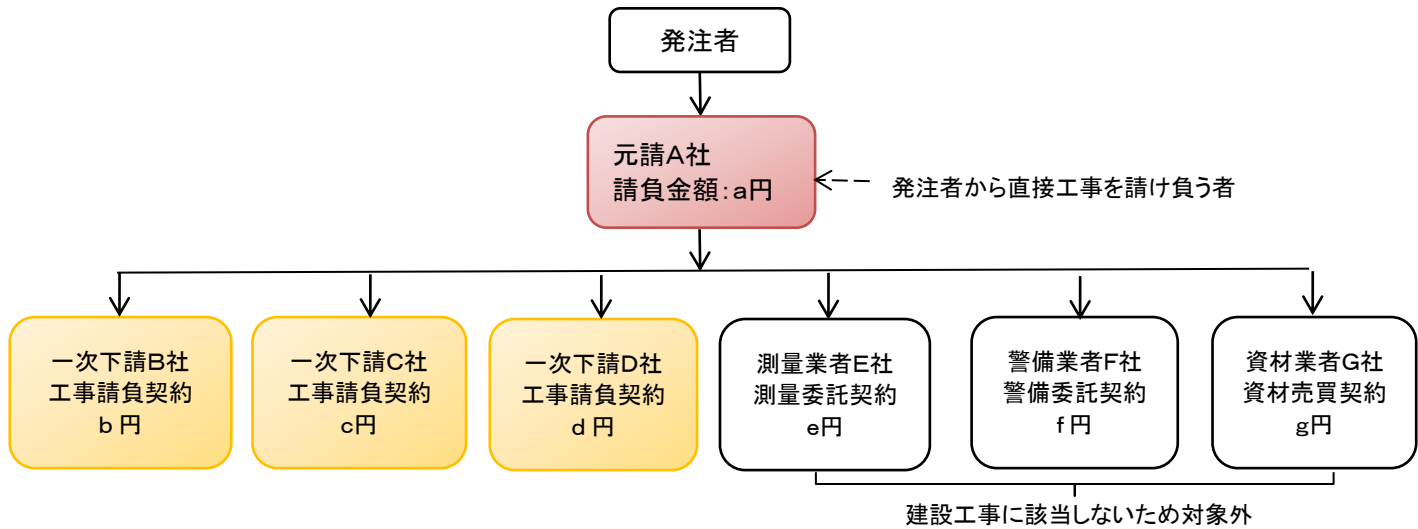 発注者
元請A社
請負金額:a円
発注者から直接工事を請け負う者
一次下請B社
工事請負契約
b 円
一次下請C社
工事請負契約
c円
一次下請D社
工事請負契約
d 円
測量業者E社
測量委託契約
e円
警備業者F社
警備委託契約
f 円
資材業者G社
資材売買契約
g円
建設工事に該当しないため対象外